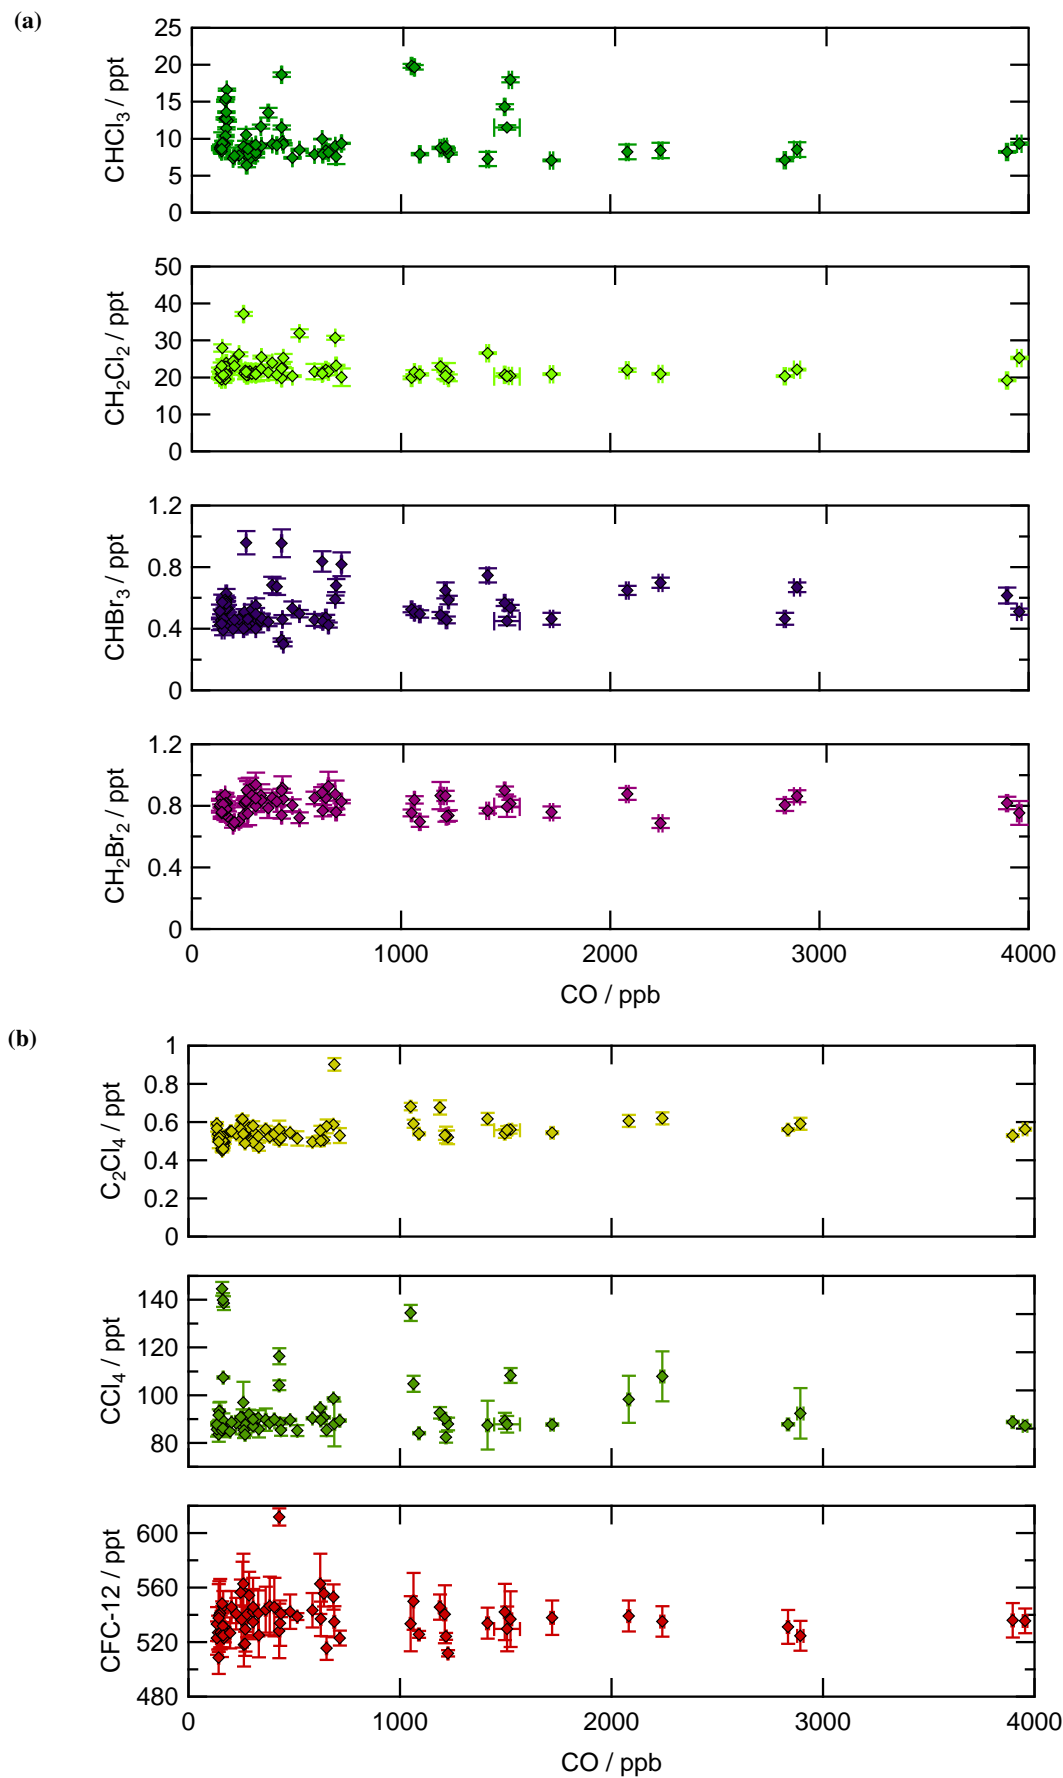 (a)
25
20
15
10
5
0
CHCl3 / ppt
50
40
30
20
10
0
CH2Cl2 / ppt
1.2
0.8
0.4
0
CHBr3 / ppt
1.2
0.8
0.4
0
CH2Br2 / ppt
0 1000 2000 3000 4000
CO / ppb
(b)
1
0.8
0.6
0.4
0.2
0
C2Cl4 / ppt
140
120
100
80
CCl4 / ppt
600
560
520
480
CFC-12 / ppt
0 1000 2000 3000 4000
CO / ppb